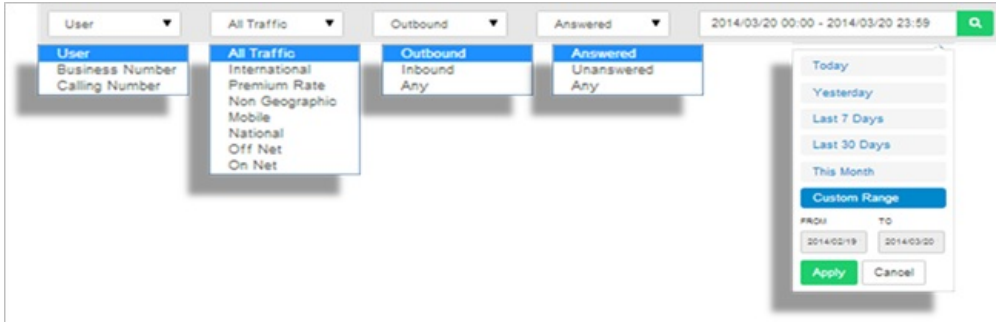 User ▼ All Traffic ▼ Outbound ▼ Answered ▼ 2014/03/20 00:00 - 2014/03/20 23:59
User
Business Number
Calling Number
All Traffic
International
Premium Rate
Non Geographic
Mobile
National
Off Net
On Net
Outbound
Inbound
Any
Answered
Unanswered
Any
Today
Yesterday
Last 7 Days
Last 30 Days
This Month
Custom Range
FROM TO
2014/02/19 2014/03/20
Apply Cancel